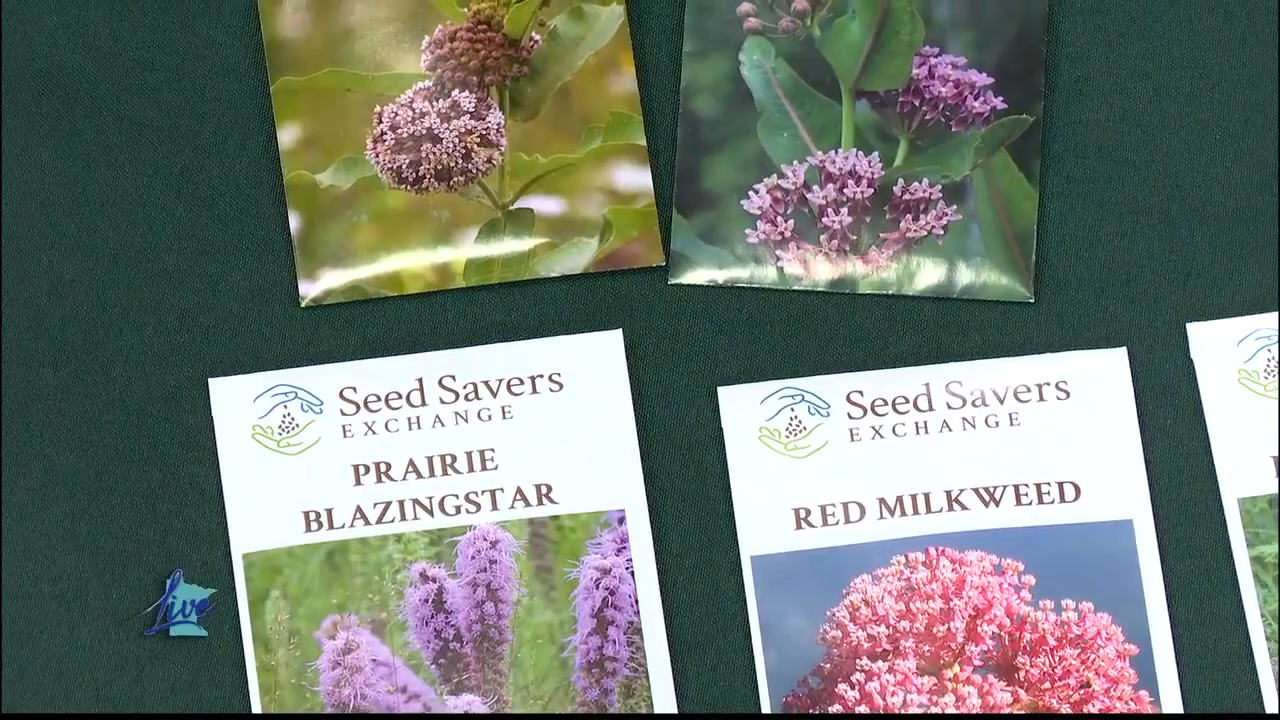 Seed Savers
EXCHANGE
PRAIRIE
BLAZINGSTAR
Seed Savers
EXCHANGE
RED MILKWEED
Live